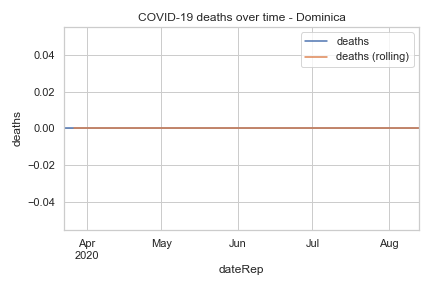 COVID-19 deaths over time - Dominica
deaths
deaths (rolling)
deaths
0.04
0.02
0.00
−0.02
−0.04
Apr
2020
May
Jun
Jul
Aug
dateRep